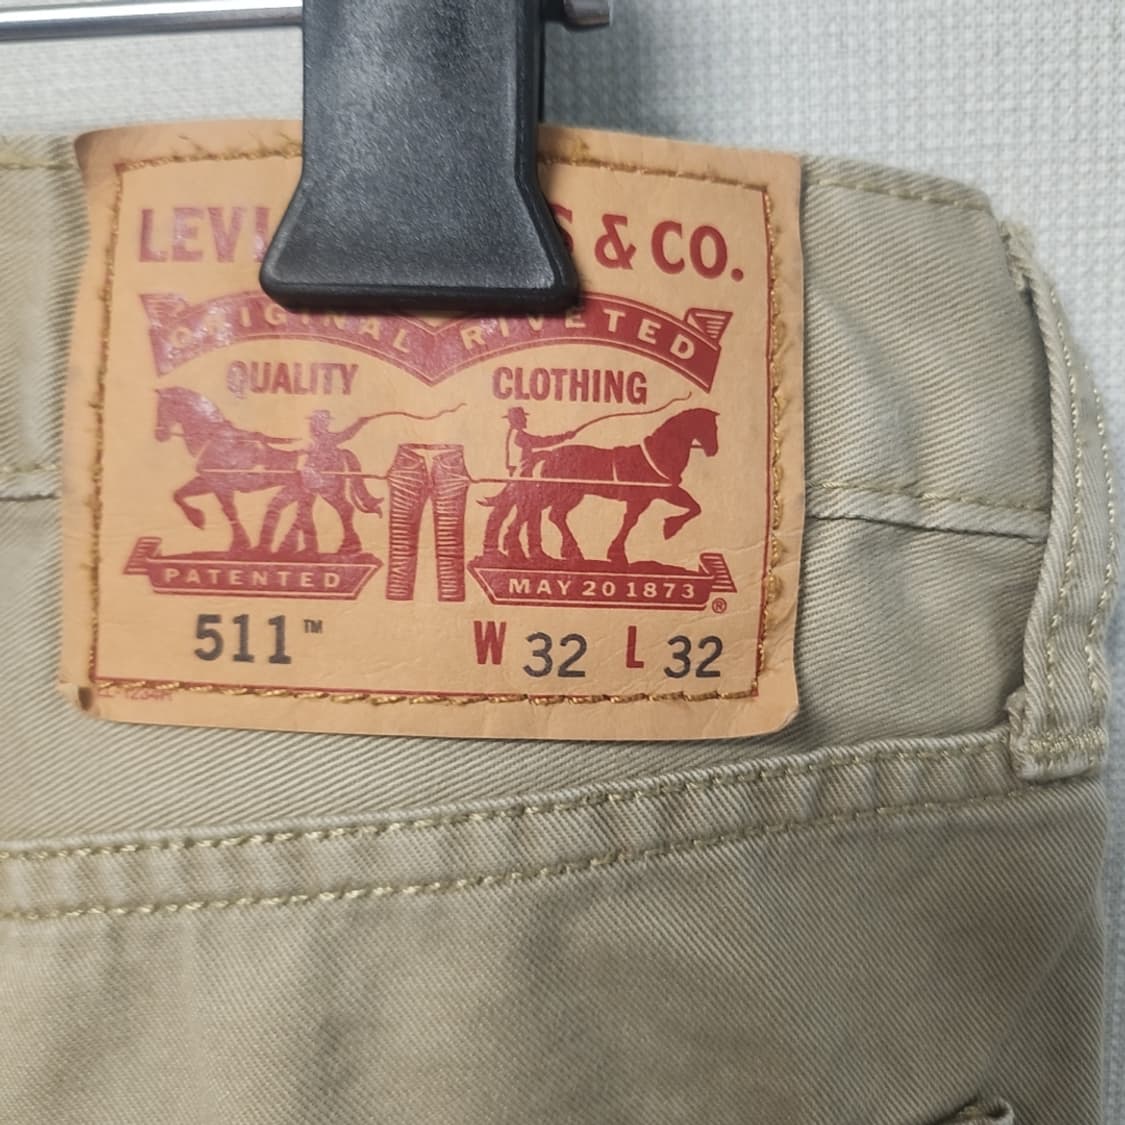 LEVI S & CO.
ORIGINAL RIVETED
QUALITY CLOTHING
PATENTED MAY 20 1873 ®
511™ W 32 L 32